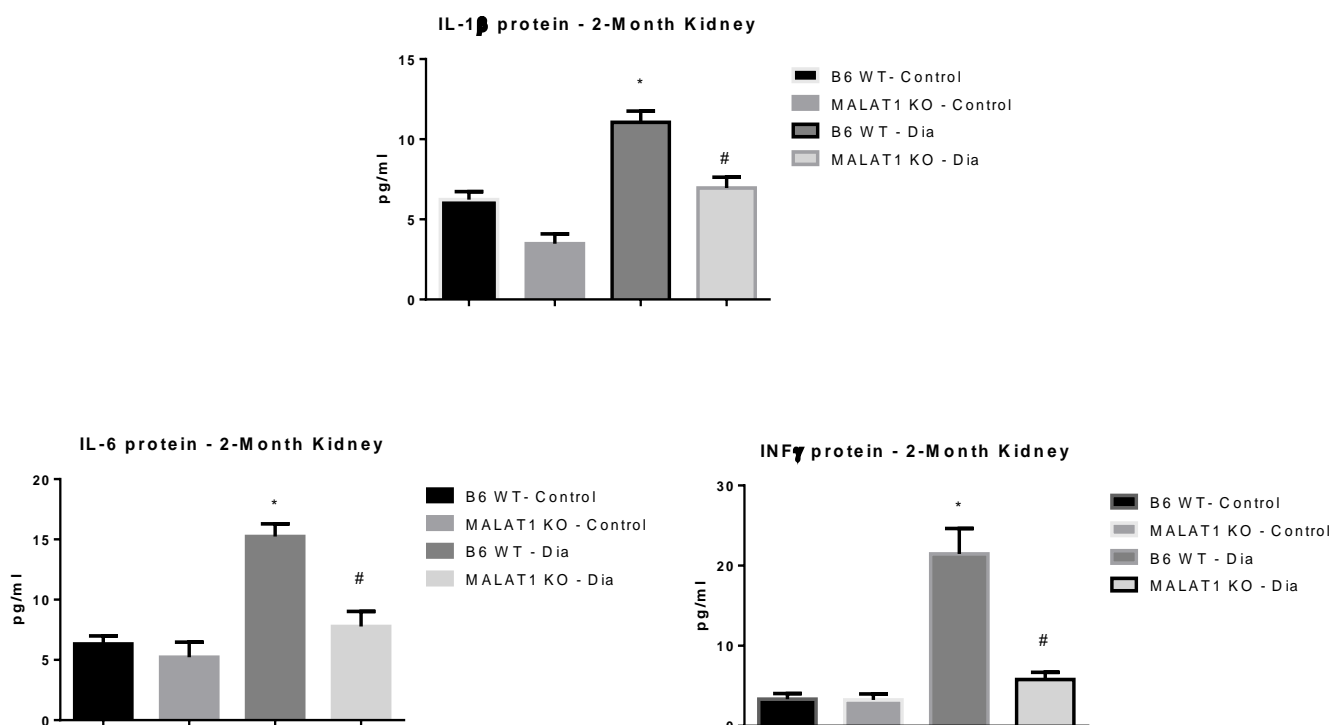 IL-1β protein - 2-Month Kidney
15
10
5
0
pg/ml
*
#
B6 WT- Control
MALAT1 KO - Control
B6 WT - Dia
MALAT1 KO - Dia
IL-6 protein - 2-Month Kidney
20
15
10
5
0
pg/ml
*
#
B6 WT- Control
MALAT1 KO - Control
B6 WT - Dia
MALAT1 KO - Dia
INFγ protein - 2-Month Kidney
30
20
10
0
pg/ml
*
#
B6 WT- Control
MALAT1 KO - Control
B6 WT - Dia
MALAT1 KO - Dia